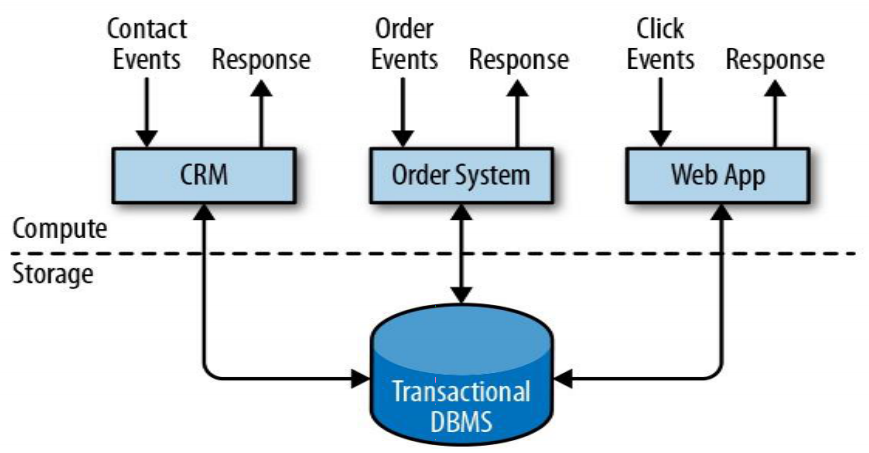 Contact
Events
Response
Order
Events
Response
Click
Events
Response
CRM
Order System
Web App
Compute
Storage
Transactional
DBMS